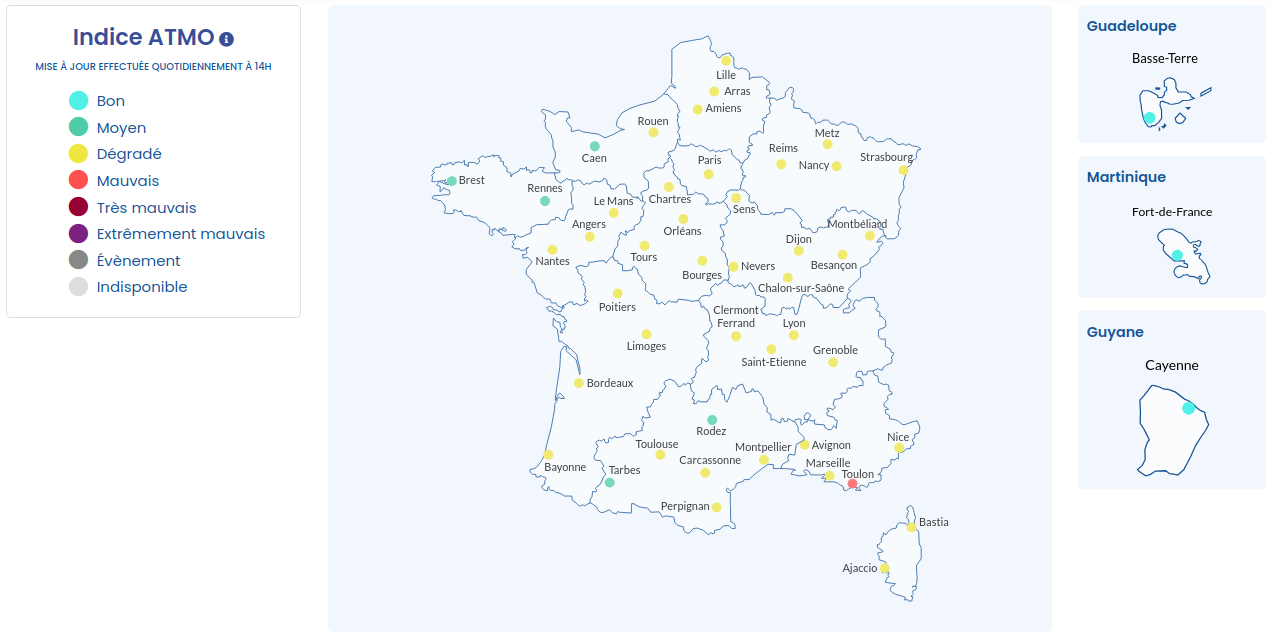 Indice ATMO
MISE À JOUR EFFECTUÉE QUOTIDIENNEMENT À 14H
Bon
Moyen
Dégradé
Mauvais
Très mauvais
Extrêmement mauvais
Évènement
Indisponible
Lille
Arras
Amiens
Rouen
Caen
Metz
Reims
Nancy
Strasbourg
Paris
Brest
Rennes
Le Mans
Chartres
Sens
Angers
Orléans
Montbéliard
Dijon
Nantes
Tours
Bourges
Nevers
Besançon
Chalon-sur-Saône
Poitiers
Clermont
Ferrand
Lyon
Limoges
Saint-Etienne
Grenoble
Bordeaux
Rodez
Toulouse
Montpellier
Avignon
Nice
Bayonne
Tarbes
Carcassonne
Marseille
Toulon
Perpignan
Bastia
Ajaccio
Guadeloupe
Basse-Terre
Martinique
Fort-de-France
Guyane
Cayenne